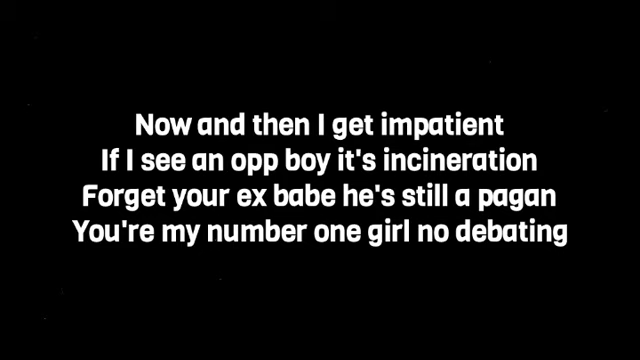 Now and then I get impatient
If I see an opp boy it's incineration
Forget your ex babe he's still a pagan
You're my number one girl no debating